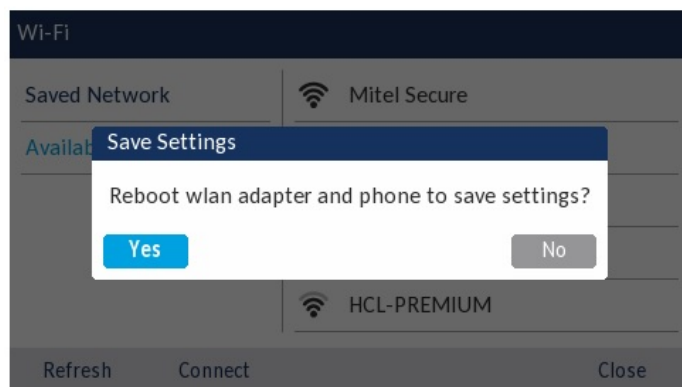 Wi-Fi
Saved Network
Mitel Secure
Availab
Save Settings
Reboot wlan adapter and phone to save settings?
Yes
No
HCL-PREMIUM
Refresh
Connect
Close